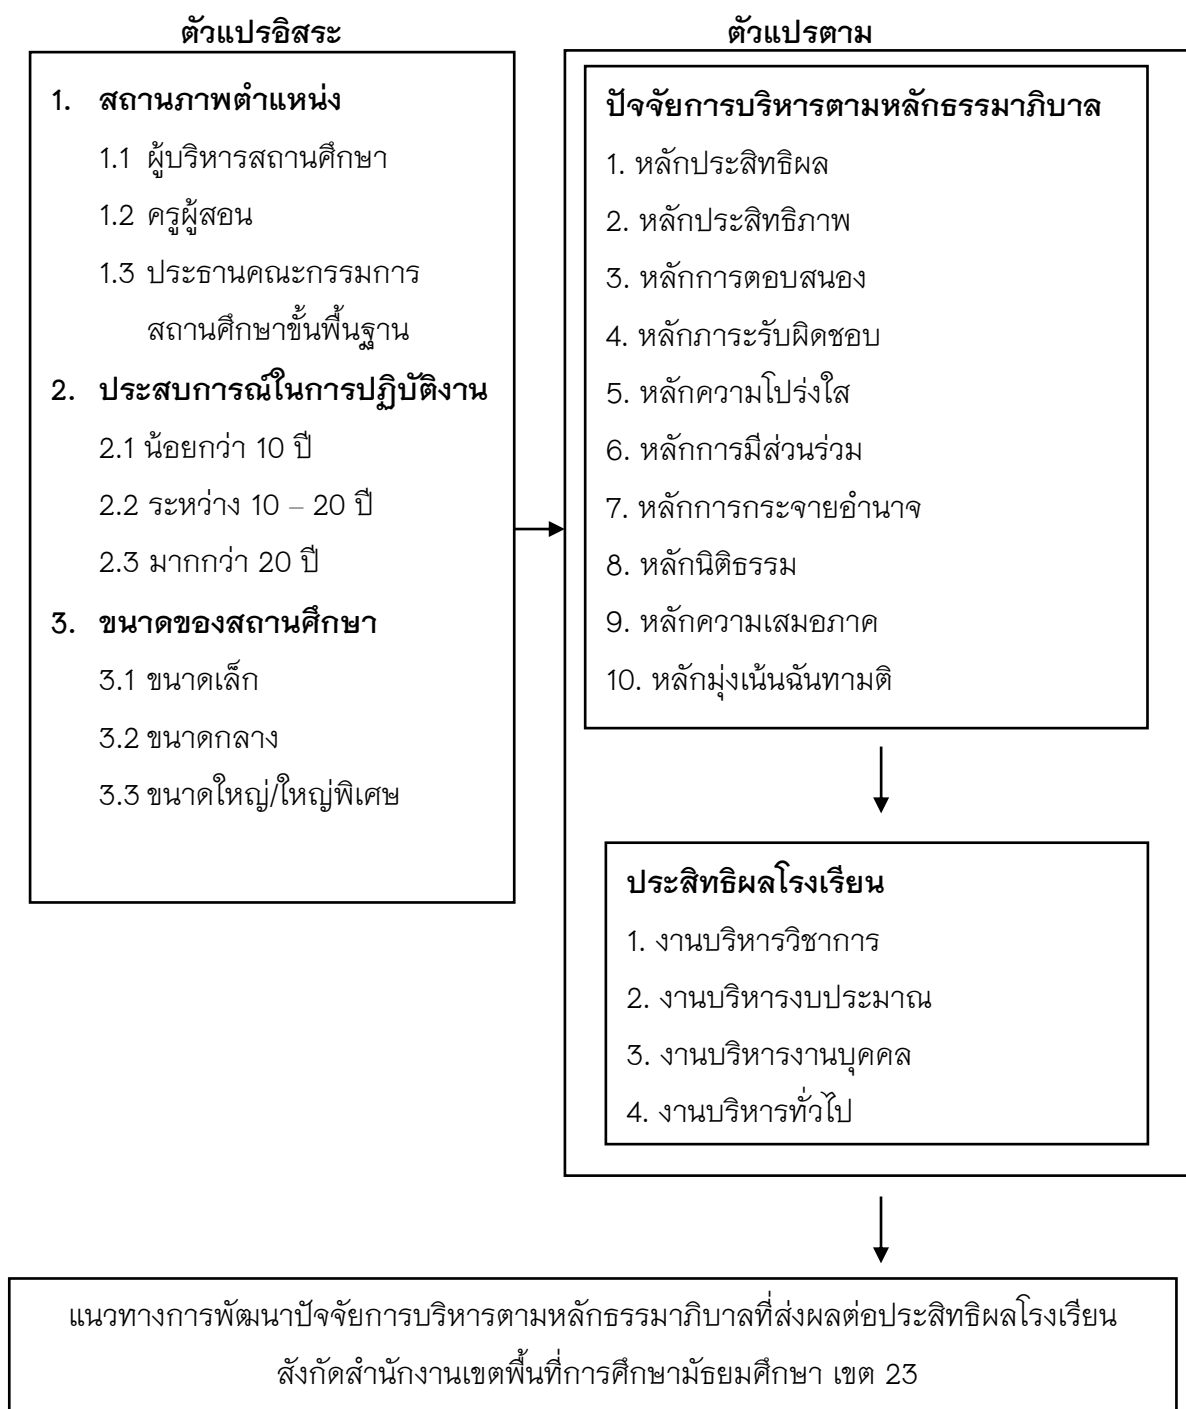 ตัวแปรอิสระ
1. สถานภาพตำแหน่ง
1.1 ผู้บริหารสถานศึกษา
1.2 ครูผู้สอน
1.3 ประธานคณะกรรมการ
สถานศึกษาขั้นพื้นฐาน
2. ประสบการณ์ในการปฏิบัติงาน
2.1 น้อยกว่า 10 ปี
2.2 ระหว่าง 10 – 20 ปี
2.3 มากกว่า 20 ปี
3. ขนาดของสถานศึกษา
3.1 ขนาดเล็ก
3.2 ขนาดกลาง
3.3 ขนาดใหญ่/ใหญ่พิเศษ
ตัวแปรตาม
ปัจจัยการบริหารตามหลักธรรมาภิบาล
1. หลักประสิทธิผล
2. หลักประสิทธิภาพ
3. หลักการตอบสนอง
4. หลักภาระรับผิดชอบ
5. หลักความโปร่งใส
6. หลักการมีส่วนร่วม
7. หลักการกระจายอำนาจ
8. หลักนิติธรรม
9. หลักความเสมอภาค
10. หลักมุ่งเน้นฉันทามติ
ประสิทธิผลโรงเรียน
1. งานบริหารวิชาการ
2. งานบริหารงบประมาณ
3. งานบริหารงานบุคคล
4. งานบริหารทั่วไป
แนวทางการพัฒนาปัจจัยการบริหารตามหลักธรรมาภิบาลที่ส่งผลต่อประสิทธิผลโรงเรียน
สังกัดสำนักงานเขตพื้นที่การศึกษามัธยมศึกษา เขต 23